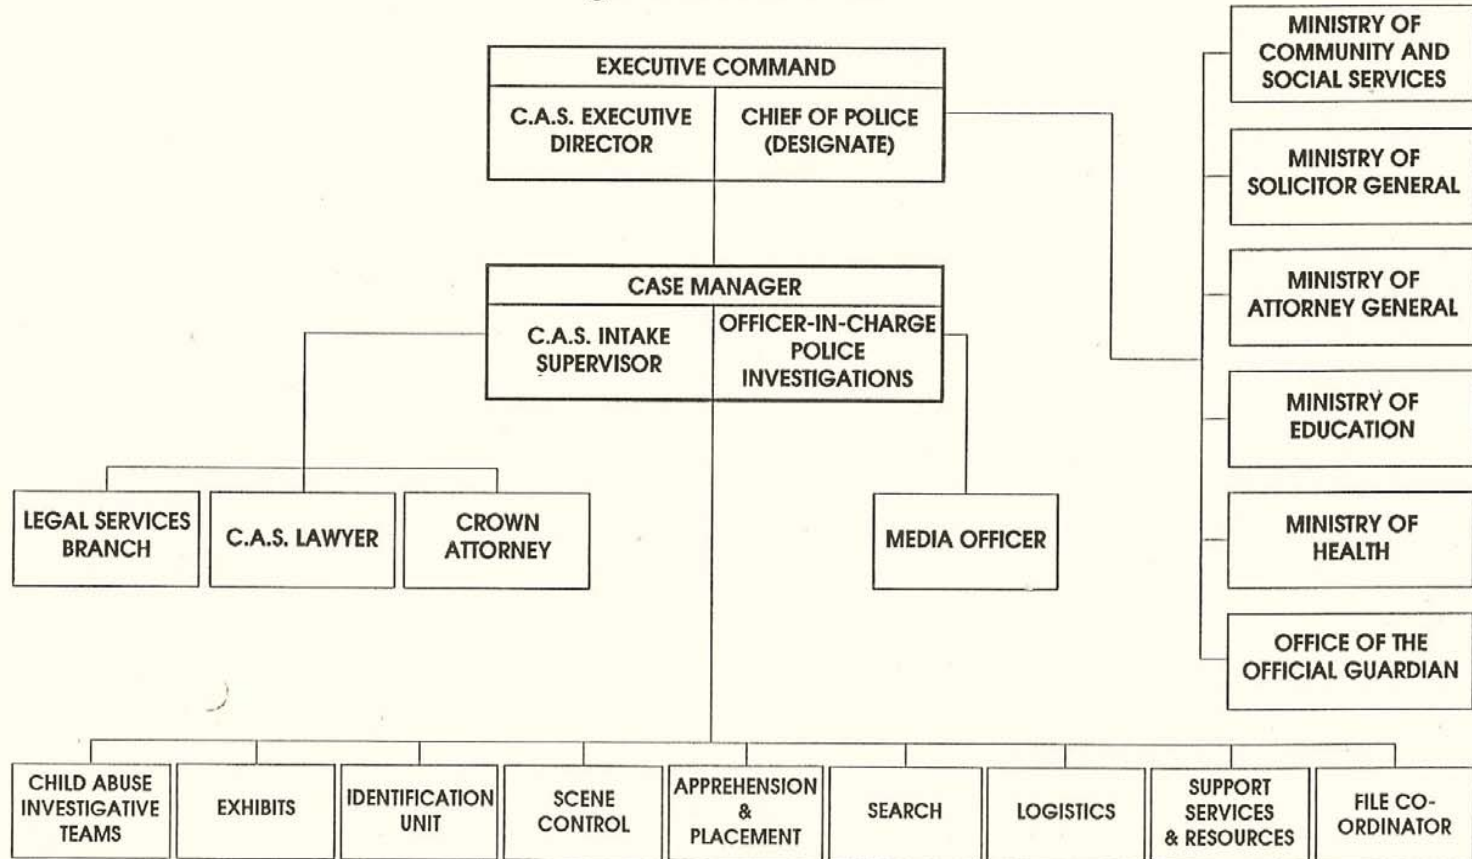 EXECUTIVE COMMAND
C.A.S. EXECUTIVE
DIRECTOR
CHIEF OF POLICE
(DESIGNATE)
MINISTRY OF
COMMUNITY AND
SOCIAL SERVICES
MINISTRY OF
SOLICITOR GENERAL
MINISTRY OF
ATTORNEY GENERAL
MINISTRY OF
EDUCATION
MINISTRY OF
HEALTH
OFFICE OF THE
OFFICIAL GUARDIAN
CASE MANAGER
C.A.S. INTAKE
SUPERVISOR
OFFICER-IN-CHARGE
POLICE
INVESTIGATIONS
LEGAL SERVICES
BRANCH
C.A.S. LAWYER
CROWN
ATTORNEY
MEDIA OFFICER
CHILD ABUSE
INVESTIGATIVE
TEAMS
EXHIBITS
IDENTIFICATION
UNIT
SCENE
CONTROL
APPREHENSION
&
PLACEMENT
SEARCH
LOGISTICS
SUPPORT
SERVICES
& RESOURCES
FILE CO-
ORDINATOR